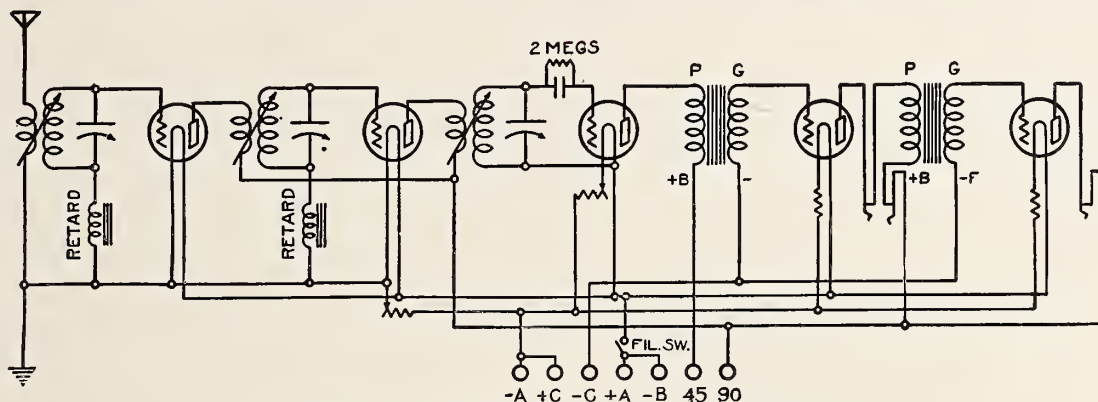 2 MEGS
P G
P G
+B -
+B -F
RETARD
RETARD
FIL. SW.
-A +C -C +A -B 45 90